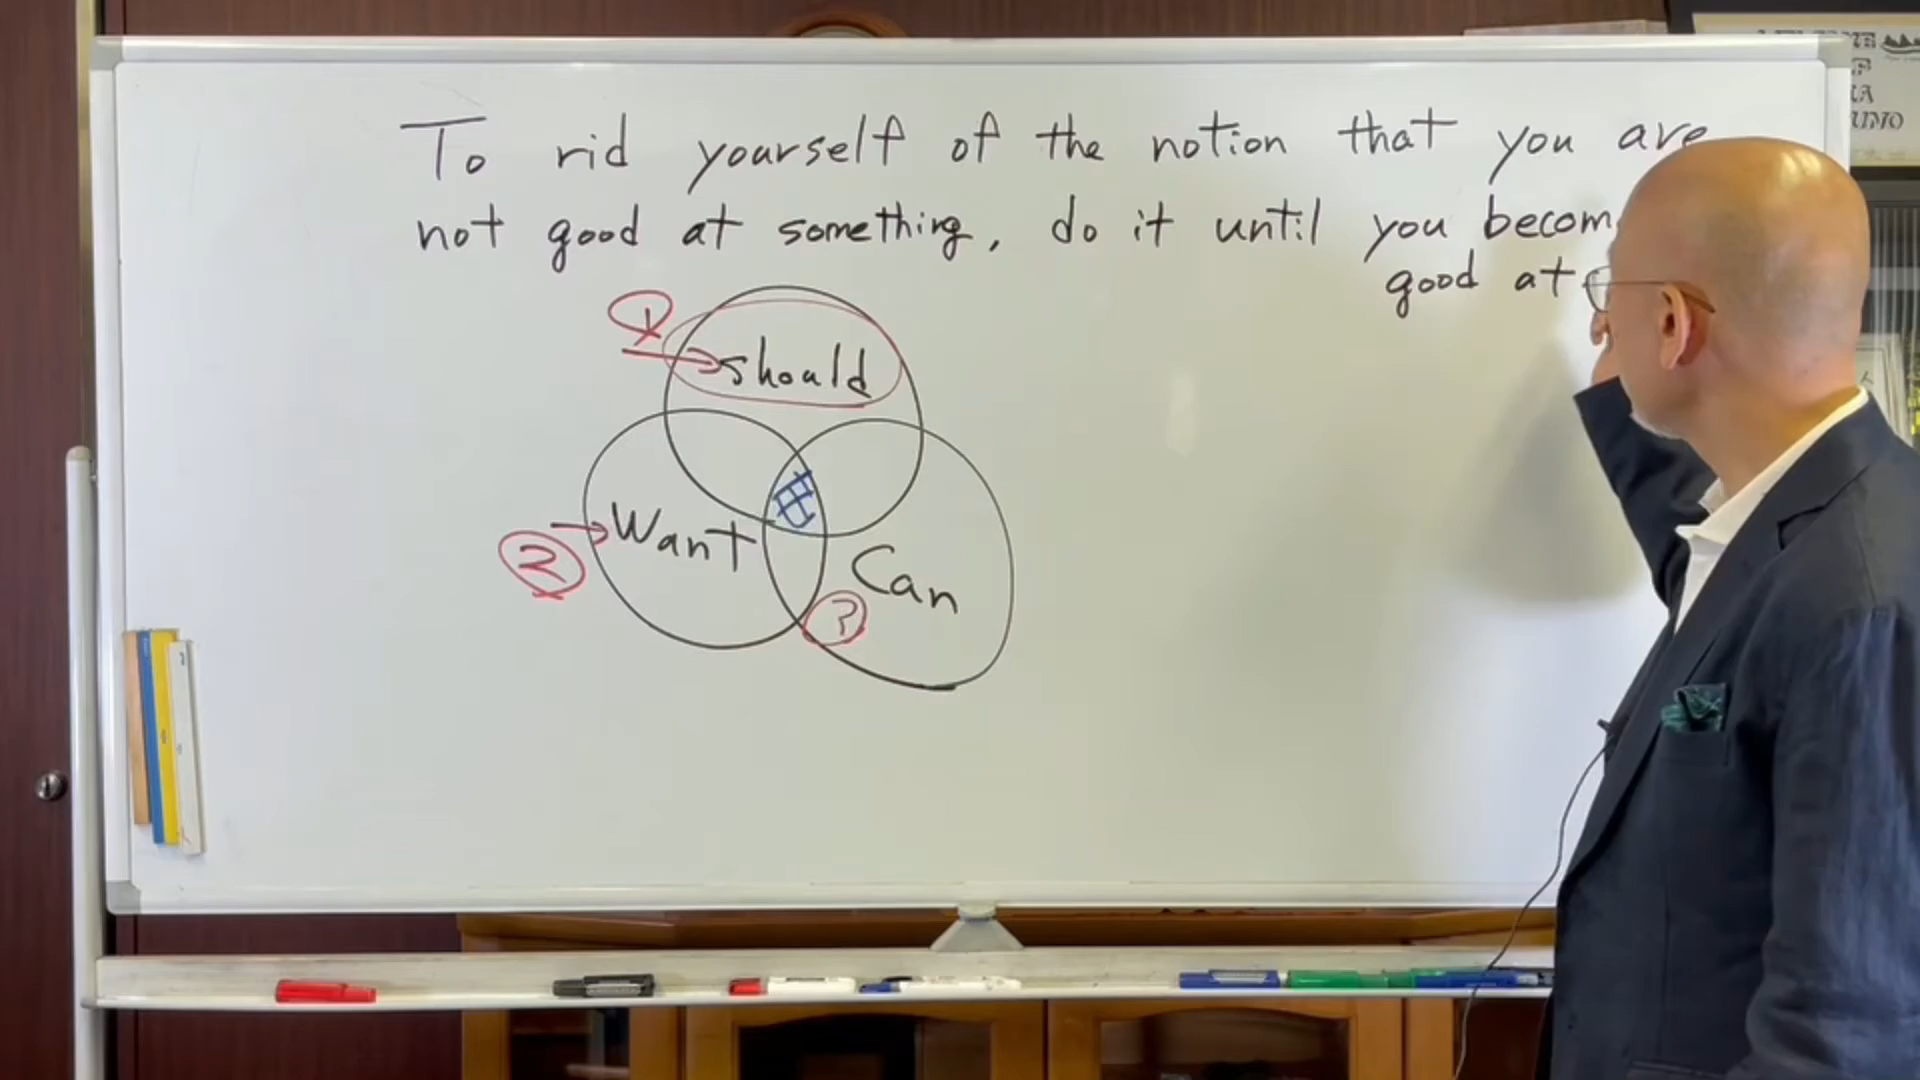 To rid yourself of the notion that you are
not good at something, do it until you becom
good at
1
should
2
Want
Can
?